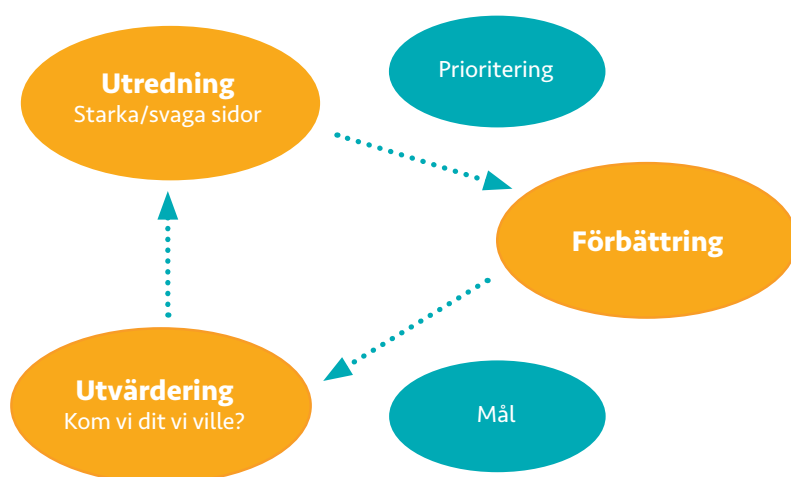 Utredning
Starka/svaga sidor
Prioritering
Förbättring
Utvärdering
Kom vi dit vi ville?
Mål